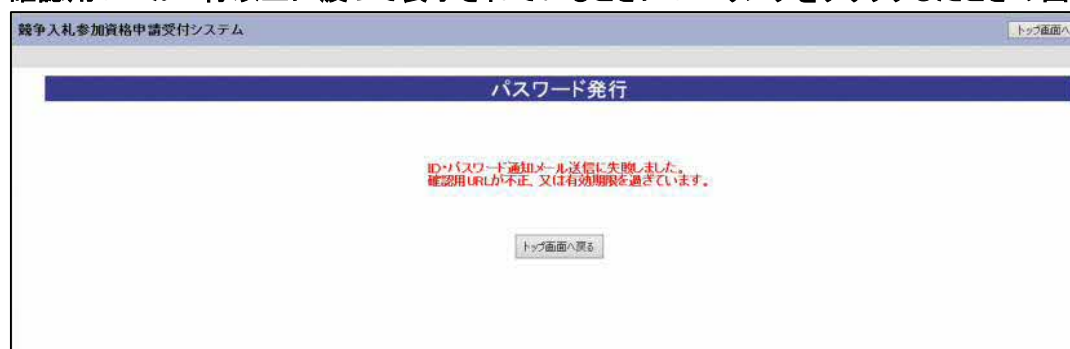 競争入札参加資格申請受付システム
トップ画面へ
パスワード発行
ID・パスワード通知メール送信に失敗しました。
確認用URLが不正、又は有効期限を過ぎています。
トップ画面へ戻る